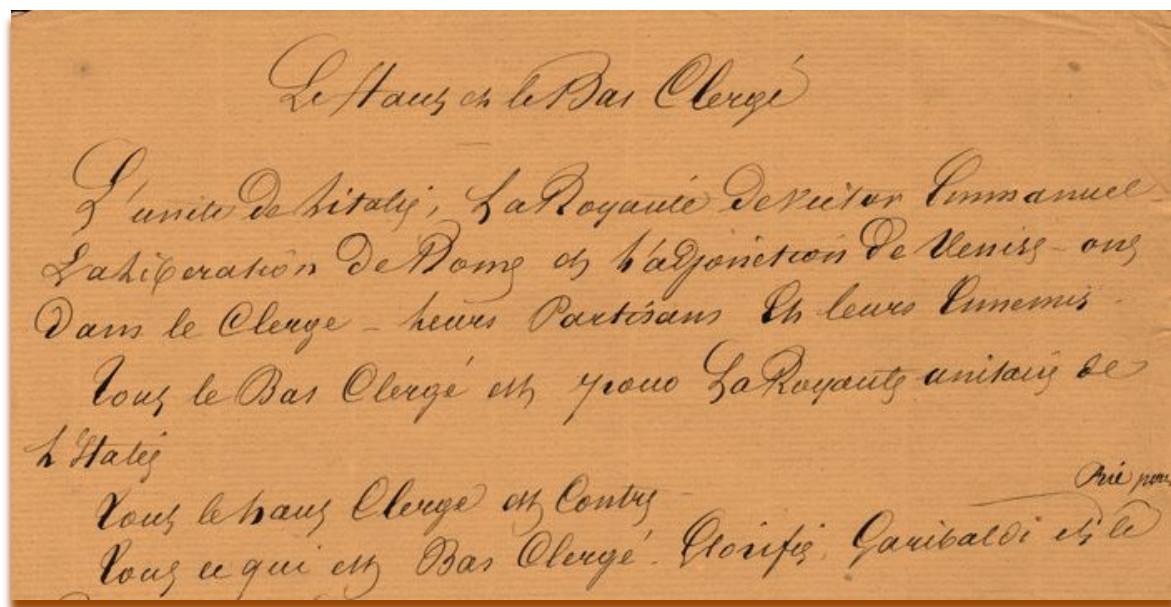 Le Haut et le Bas Clergé
L'unité de L'italie, La Royauté de Victor Emmanuel
La Liberation de Rome et L'adjonction de Venise - ont
Dans le Clergé - Leurs Partisans Et leurs Ennemis -
Tout le Bas Clergé est pour La Royauté unitaire de
L'Italie
Tout le haut Clergé est Contre
Prie pour
Tout ce qui est Bas Clergé. Glorifie Garibaldi et le